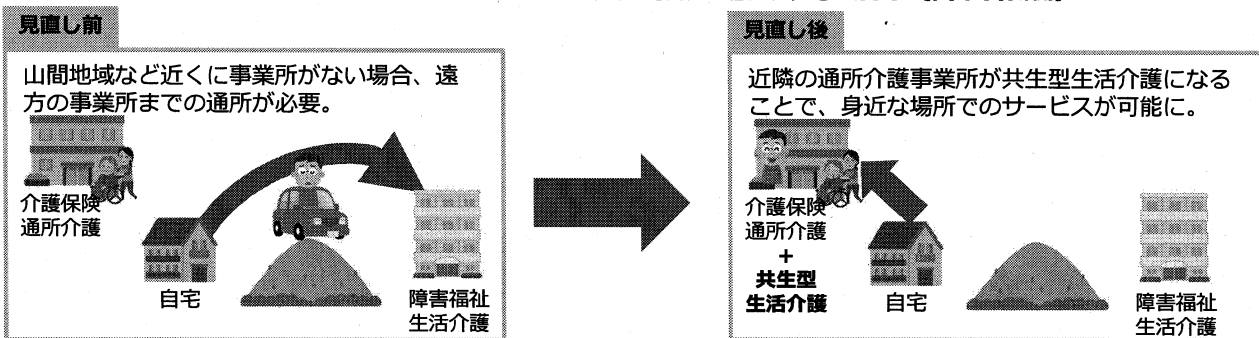 見直し前
山間地域など近くに事業所がない場合、遠
方の事業所までの通所が必要。
介護保険
通所介護
自宅
障害福祉
生活介護
見直し後
近隣の通所介護事業所が共生型生活介護になる
ことで、身近な場所でのサービスが可能に。
介護保険
通所介護
+
共生型
生活介護
自宅
障害福祉
生活介護